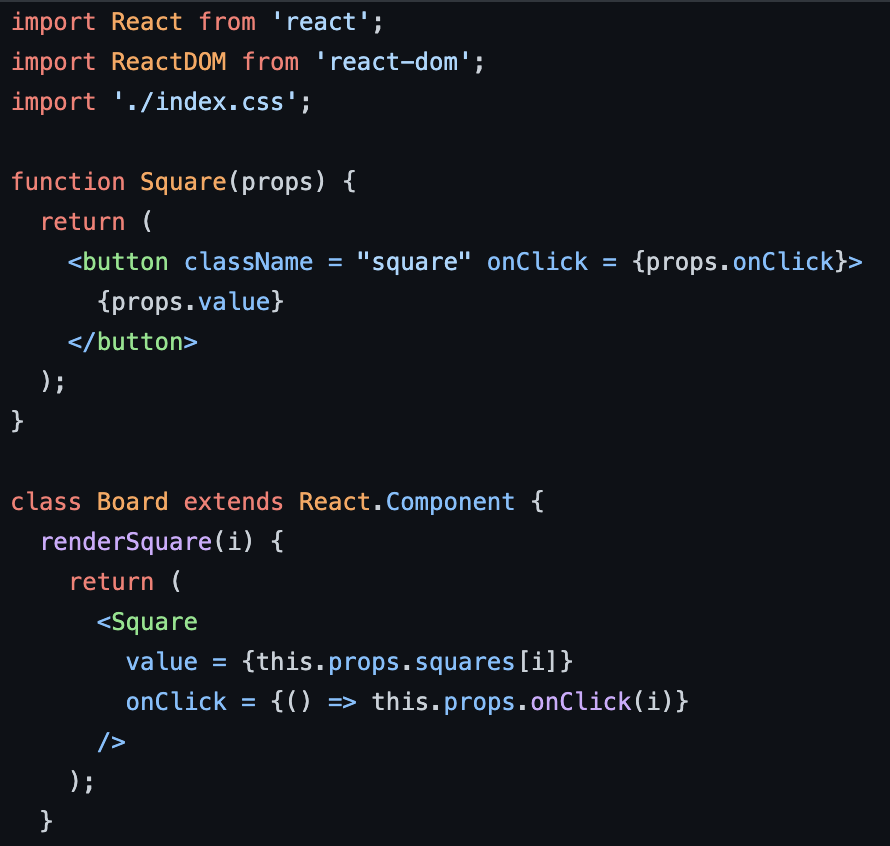 import React from 'react';
import ReactDOM from 'react-dom';
import './index.css';

function Square(props) {
  return (
    <button className = "square" onClick = {props.onClick}>
      {props.value}
    </button>
  );
}

class Board extends React.Component {
  renderSquare(i) {
    return (
      <Square
        value = {this.props.squares[i]}
        onClick = {() => this.props.onClick(i)}
      />
    );
  }